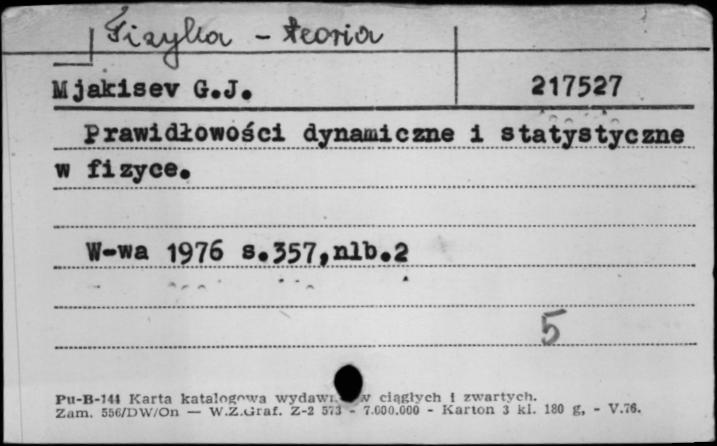 Fizyka - teoria
Mjakisev G.J. 217527
Prawidłowości dynamiczne i statystyczne
w fizyce.
W-wa 1976 s.357,nlb.2
5
Pu-B-144 Karta katalogowa wydawn. w ciągłych i zwartych.
Zam. 556/DW/On — W.Z.Graf. Z-2 573 - 7.000.000 - Karton 3 kl. 180 g, - V.76.